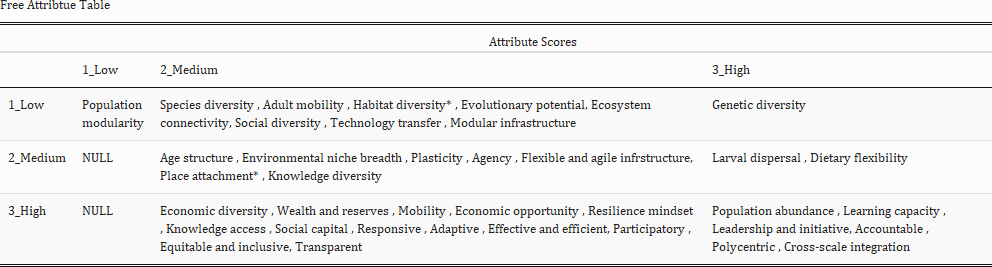 Free Attribtue Table
Attribute Scores
1_Low 2_Medium 3_High
1_Low Population Species diversity , Adult mobility , Habitat diversity* , Evolutionary potential, Ecosystem Genetic diversity
modularity connectivity, Social diversity , Technology transfer , Modular infrastructure
2_Medium NULL Age structure , Environmental niche breadth , Plasticity , Agency , Flexible and agile infrstructure, Larval dispersal , Dietary flexibility
Place attachment* , Knowledge diversity
3_High NULL Economic diversity , Wealth and reserves , Mobility , Economic opportunity , Resilience mindset Population abundance , Learning capacity ,
, Knowledge access , Social capital , Responsive , Adaptive , Effective and efficient, Participatory , Leadership and initiative, Accountable ,
Equitable and inclusive, Transparent Polycentric , Cross-scale integration